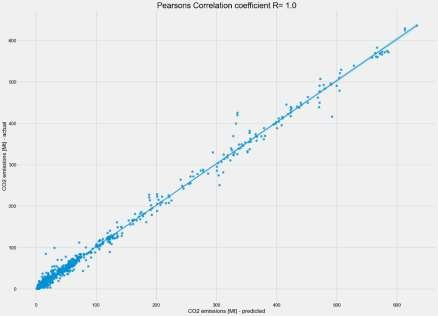 Pearsons Correlation coefficient R= 1.0
CO2 emissions [Mt] - actual
600
500
400
300
200
100
0
0 100 200 300 400 500 600
CO2 emissions [Mt] - predicted